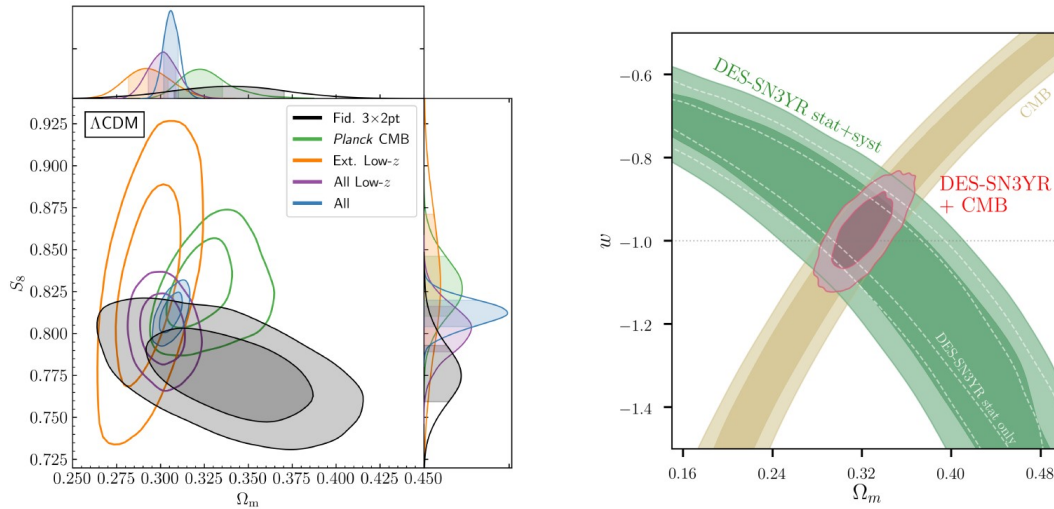 ΛCDM
Fid. 3×2pt
Planck CMB
Ext. Low-z
All Low-z
All
S₈
0.925
0.900
0.875
0.850
0.825
0.800
0.775
0.750
0.725
0.720
0.250 0.275 0.300 0.325 0.350 0.375 0.400 0.425 0.450
Ωₘ
DES-SN3YR stat+syst
CMB
DES-SN3YR
+ CMB
DES-SN3YR stat only
w
−0.6
−0.8
−1.0
−1.2
−1.4
0.16 0.24 0.32 0.40 0.48
Ωₘ